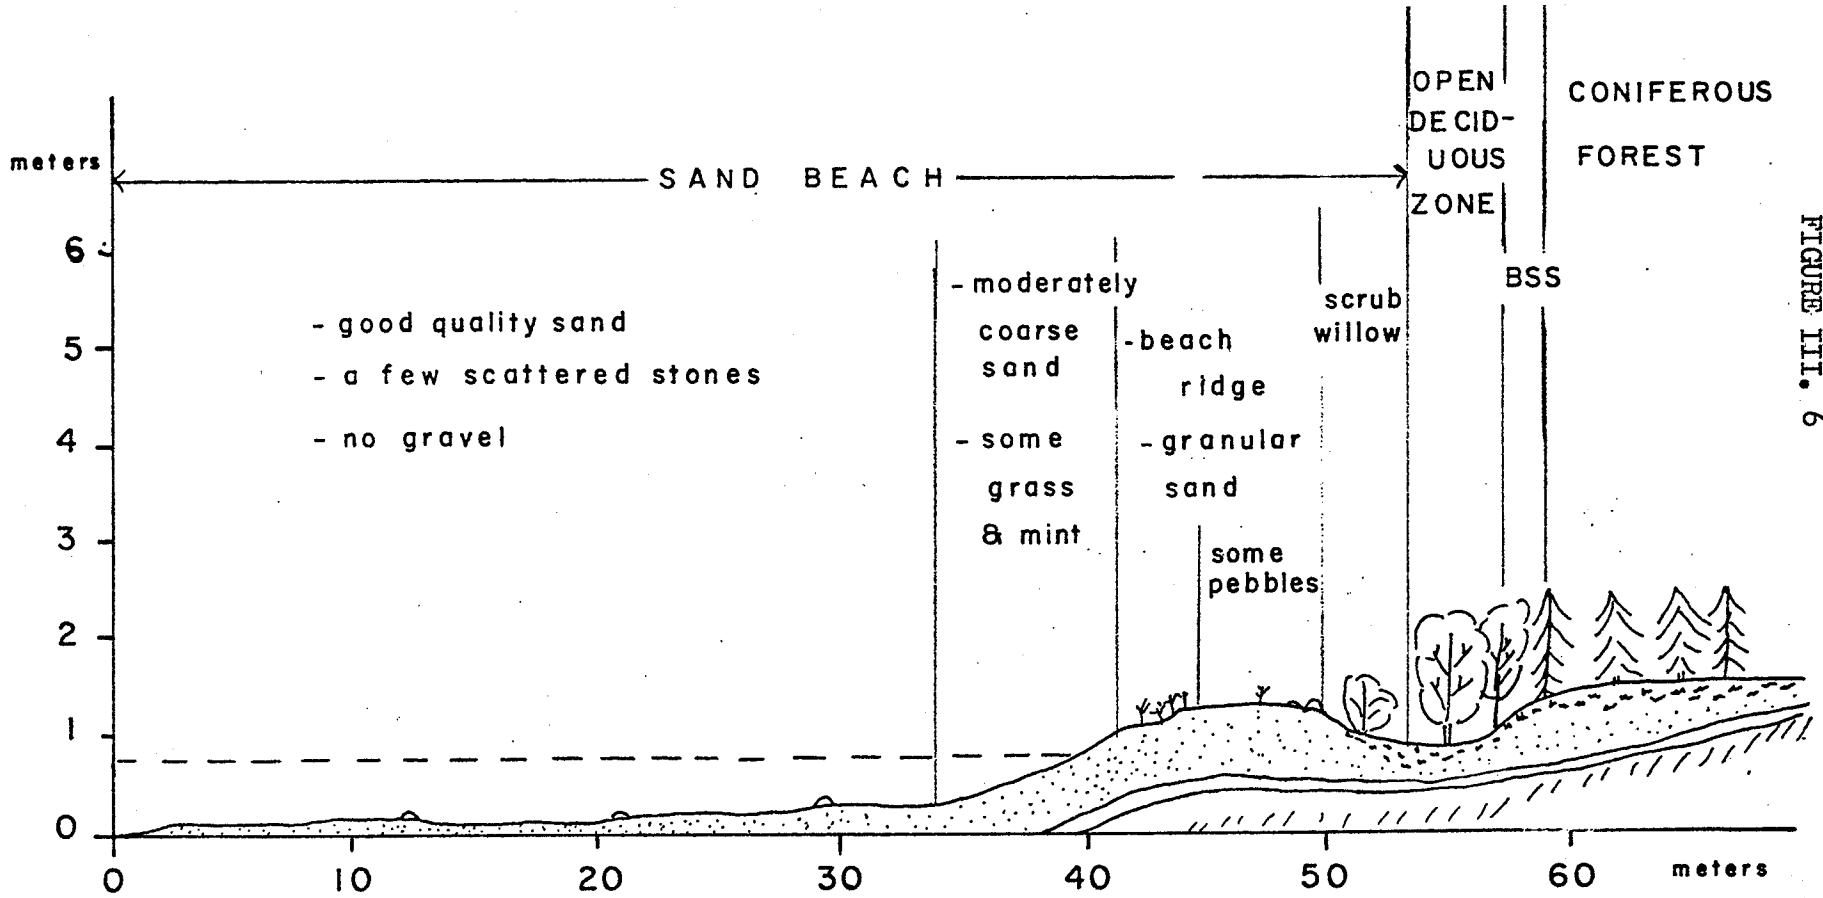 OPEN
DECID-
UOUS
ZONE
CONIFEROUS
FOREST
meters
SAND BEACH
6
5
4
3
2
1
0
- good quality sand
- a few scattered stones
- no gravel
- moderately
coarse
sand
- some
grass
& mint
- beach
ridge
- granular
sand
some
pebbles
scrub
willow
BSS
0 10 20 30 40 50 60 meters
FIGURE III. 6